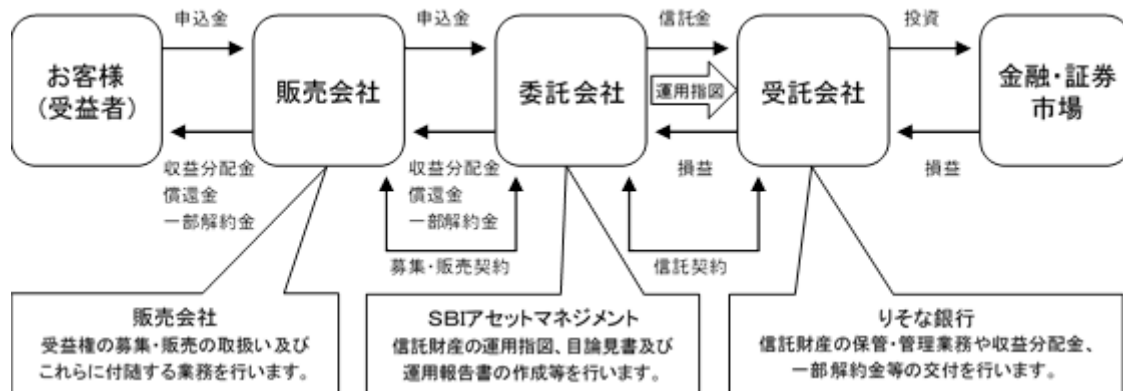 申込金
申込金
信託金
投資
お客様
(受益者)
販売会社
委託会社
運用指図
受託会社
金融・証券
市場
収益分配金
償還金
一部解約金
収益分配金
償還金
一部解約金
損益
損益
募集・販売契約
信託契約
販売会社
受益権の募集・販売の取扱い及び
これらに付随する業務を行います。
SBIアセットマネジメント
信託財産の運用指図、目論見書及び
運用報告書の作成等を行います。
りそな銀行
信託財産の保管・管理業務や収益分配金、
一部解約金等の交付を行います。